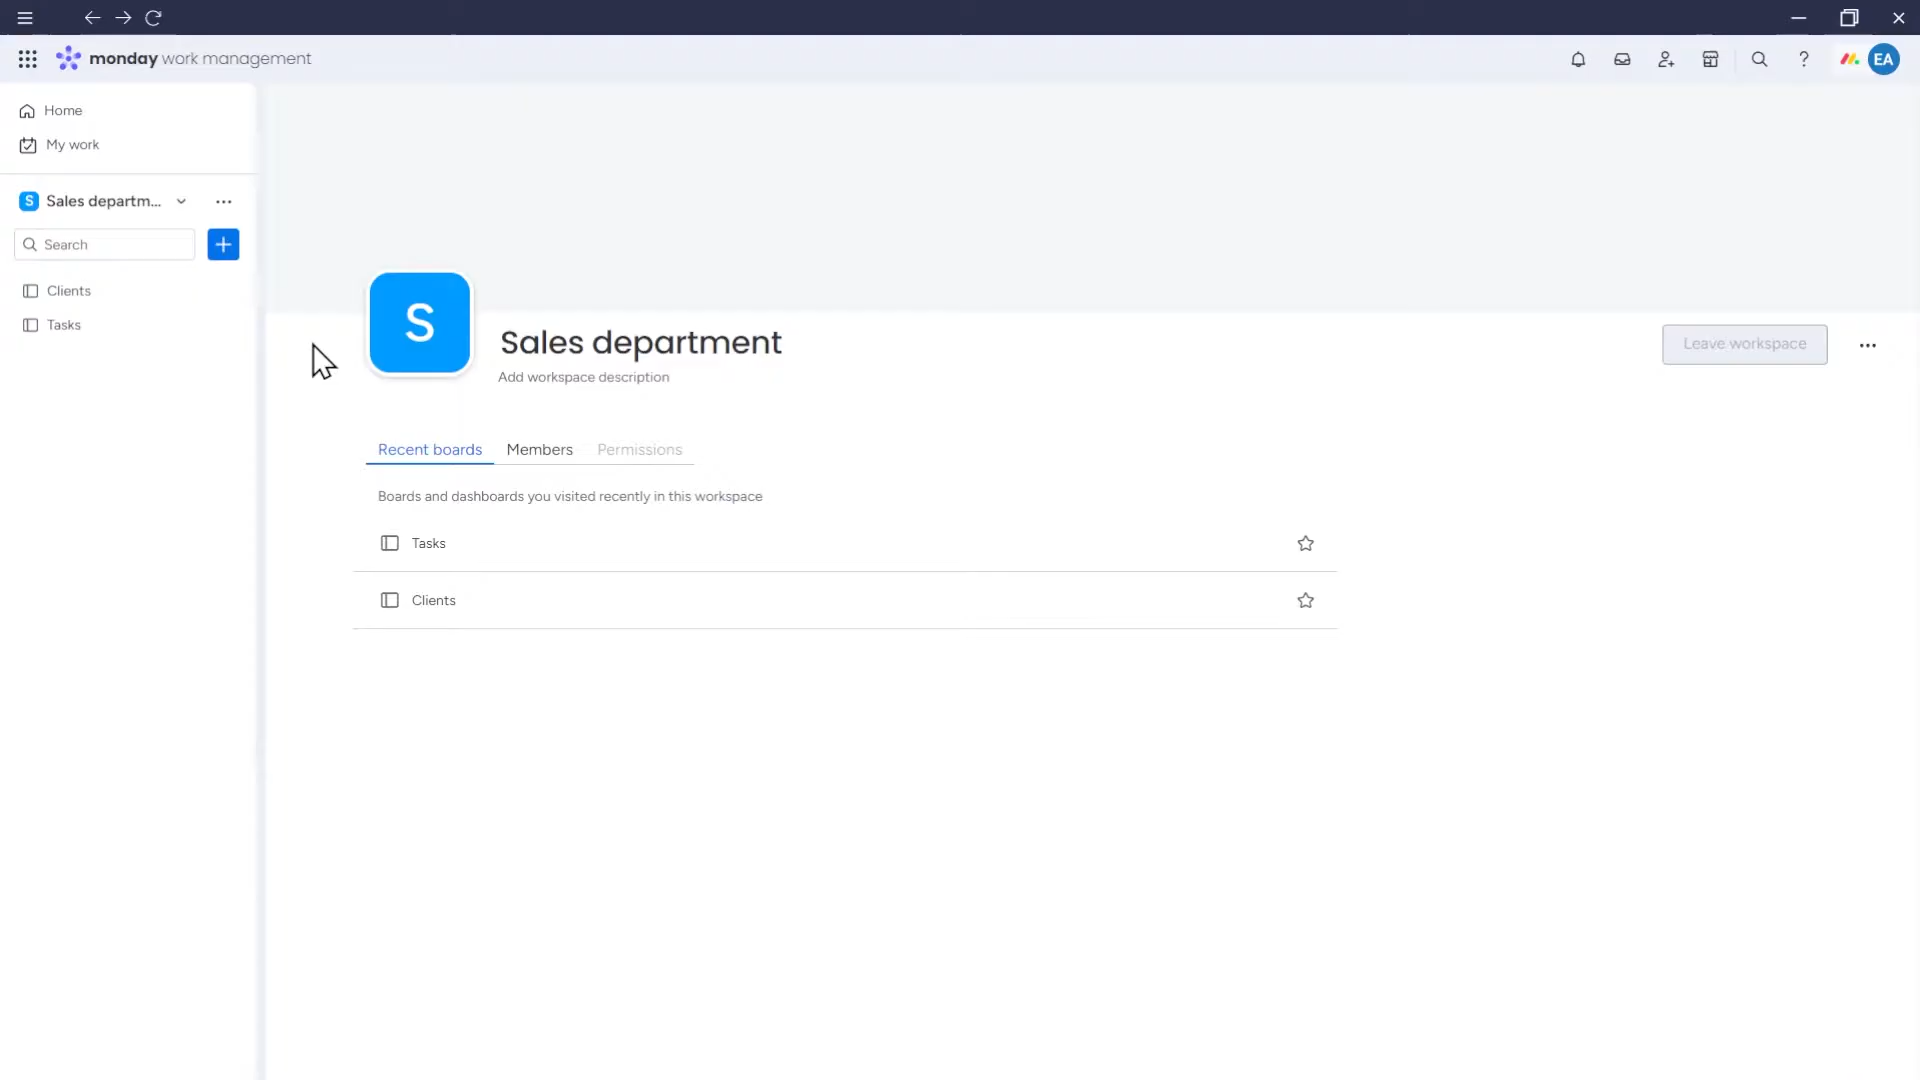 monday work management
EA
Home
My work
S Sales departm...
Search
Clients
Tasks
S
Sales department
Add workspace description
Leave workspace
Recent boards Members Permissions
Boards and dashboards you visited recently in this workspace
Tasks
Clients